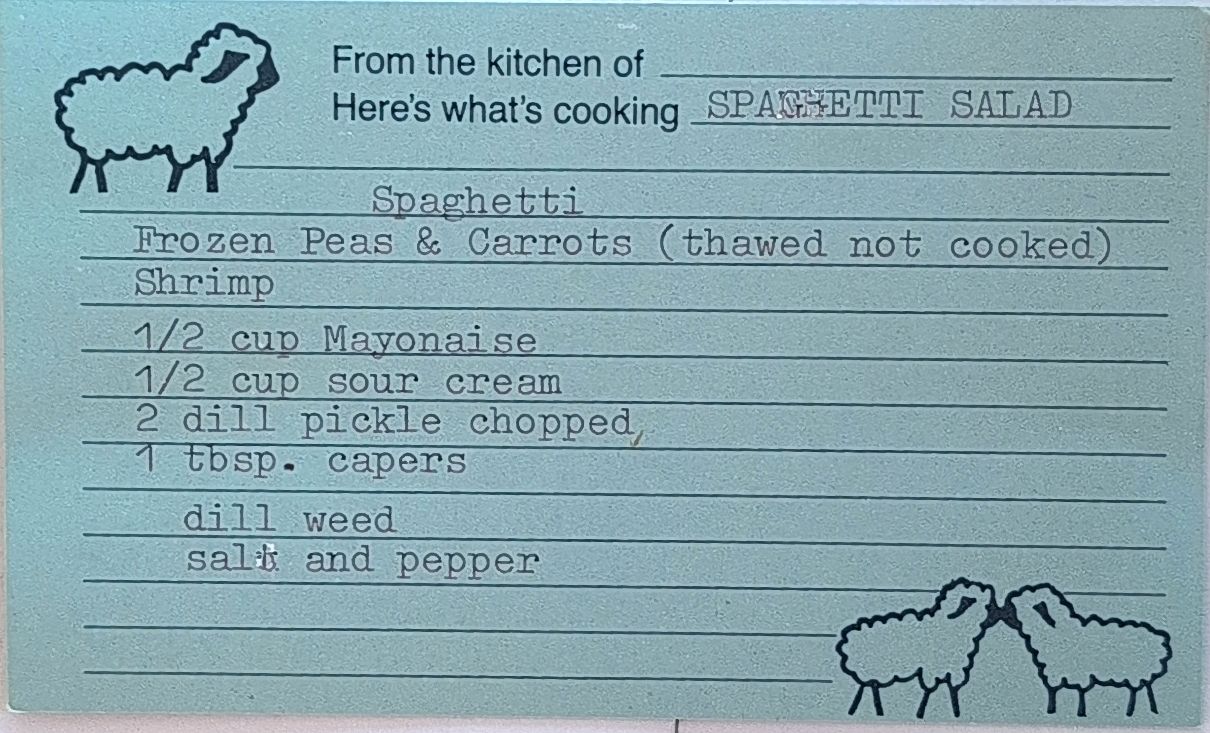 From the kitchen of
Here's what's cooking SPAGHETTI SALAD
Spaghetti
Frozen Peas & Carrots (thawed not cooked)
Shrimp
1/2 cup Mayonaise
1/2 cup sour cream
2 dill pickle chopped,
1 tbsp. capers
dill weed
salt and pepper